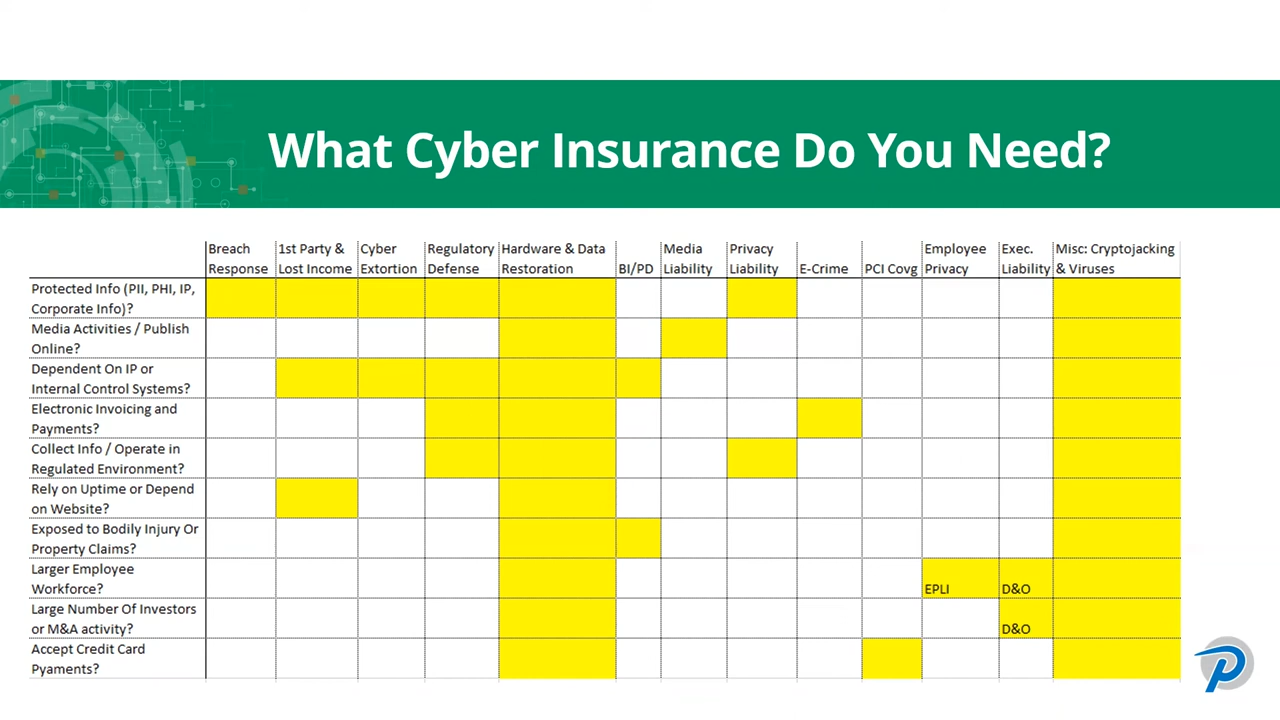 What Cyber Insurance Do You Need?
Breach Response
1st Party & Lost Income
Cyber Extortion
Regulatory Defense
Hardware & Data Restoration
BI/PD
Media Liability
Privacy Liability
E-Crime
PCI Covg
Employee Privacy
Exec. Liability
Misc: Cryptojacking & Viruses
Protected Info (PII, PHI, IP,
Corporate Info)?
Media Activities / Publish
Online?
Dependent On IP or
Internal Control Systems?
Electronic Invoicing and
Payments?
Collect Info / Operate in
Regulated Environment?
Rely on Uptime or Depend
on Website?
Exposed to Bodily Injury Or
Property Claims?
Larger Employee
Workforce?
EPLI
D&O
Large Number Of Investors
or M&A activity?
D&O
Accept Credit Card
Pyaments?
P